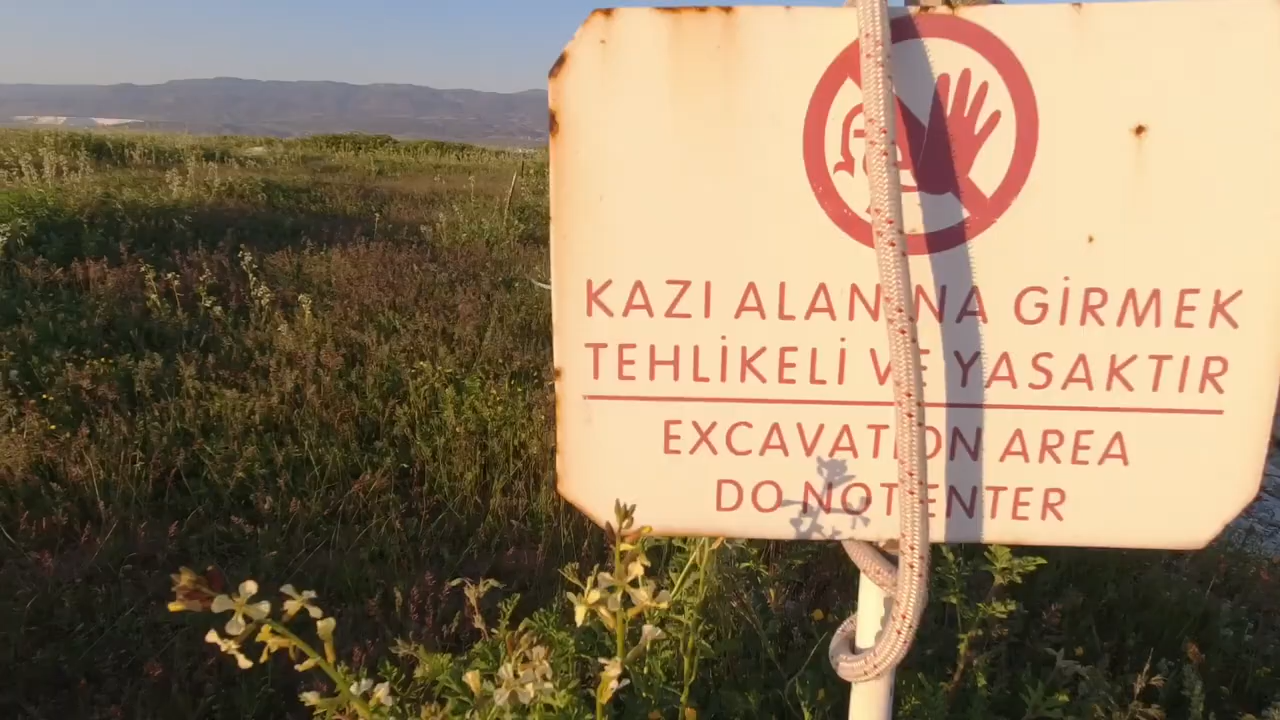 KAZI ALANINA GİRMEK
TEHLİKELİ VE YASAKTIR
EXCAVATION AREA
DO NOT ENTER